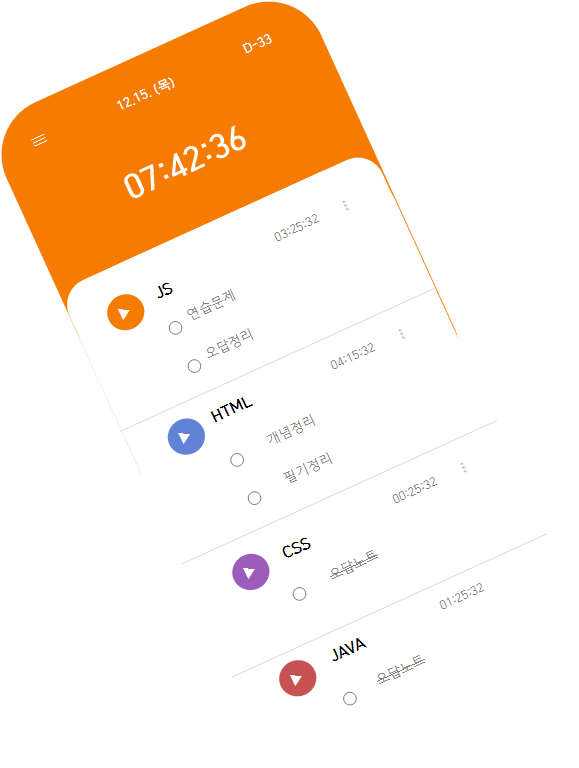 D-33
12.15. (목)
07:42:36
03:25:32
JS
연습문제
오답정리
04:15:32
HTML
개념정리
필기정리
00:25:32
CSS
오답노트
01:25:32
JAVA
오답노트